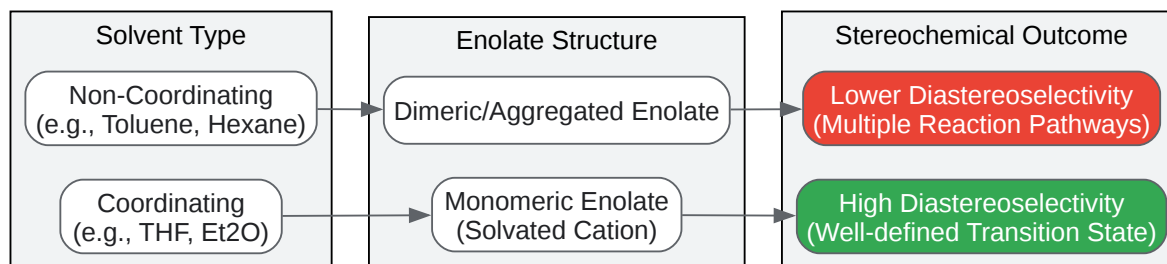 Solvent Type
Non-Coordinating
(e.g., Toluene, Hexane)
Coordinating
(e.g., THF, Et2O)
Enolate Structure
Dimeric/Aggregated Enolate
Monomeric Enolate
(Solvated Cation)
Stereochemical Outcome
Lower Diastereoselectivity
(Multiple Reaction Pathways)
High Diastereoselectivity
(Well-defined Transition State)